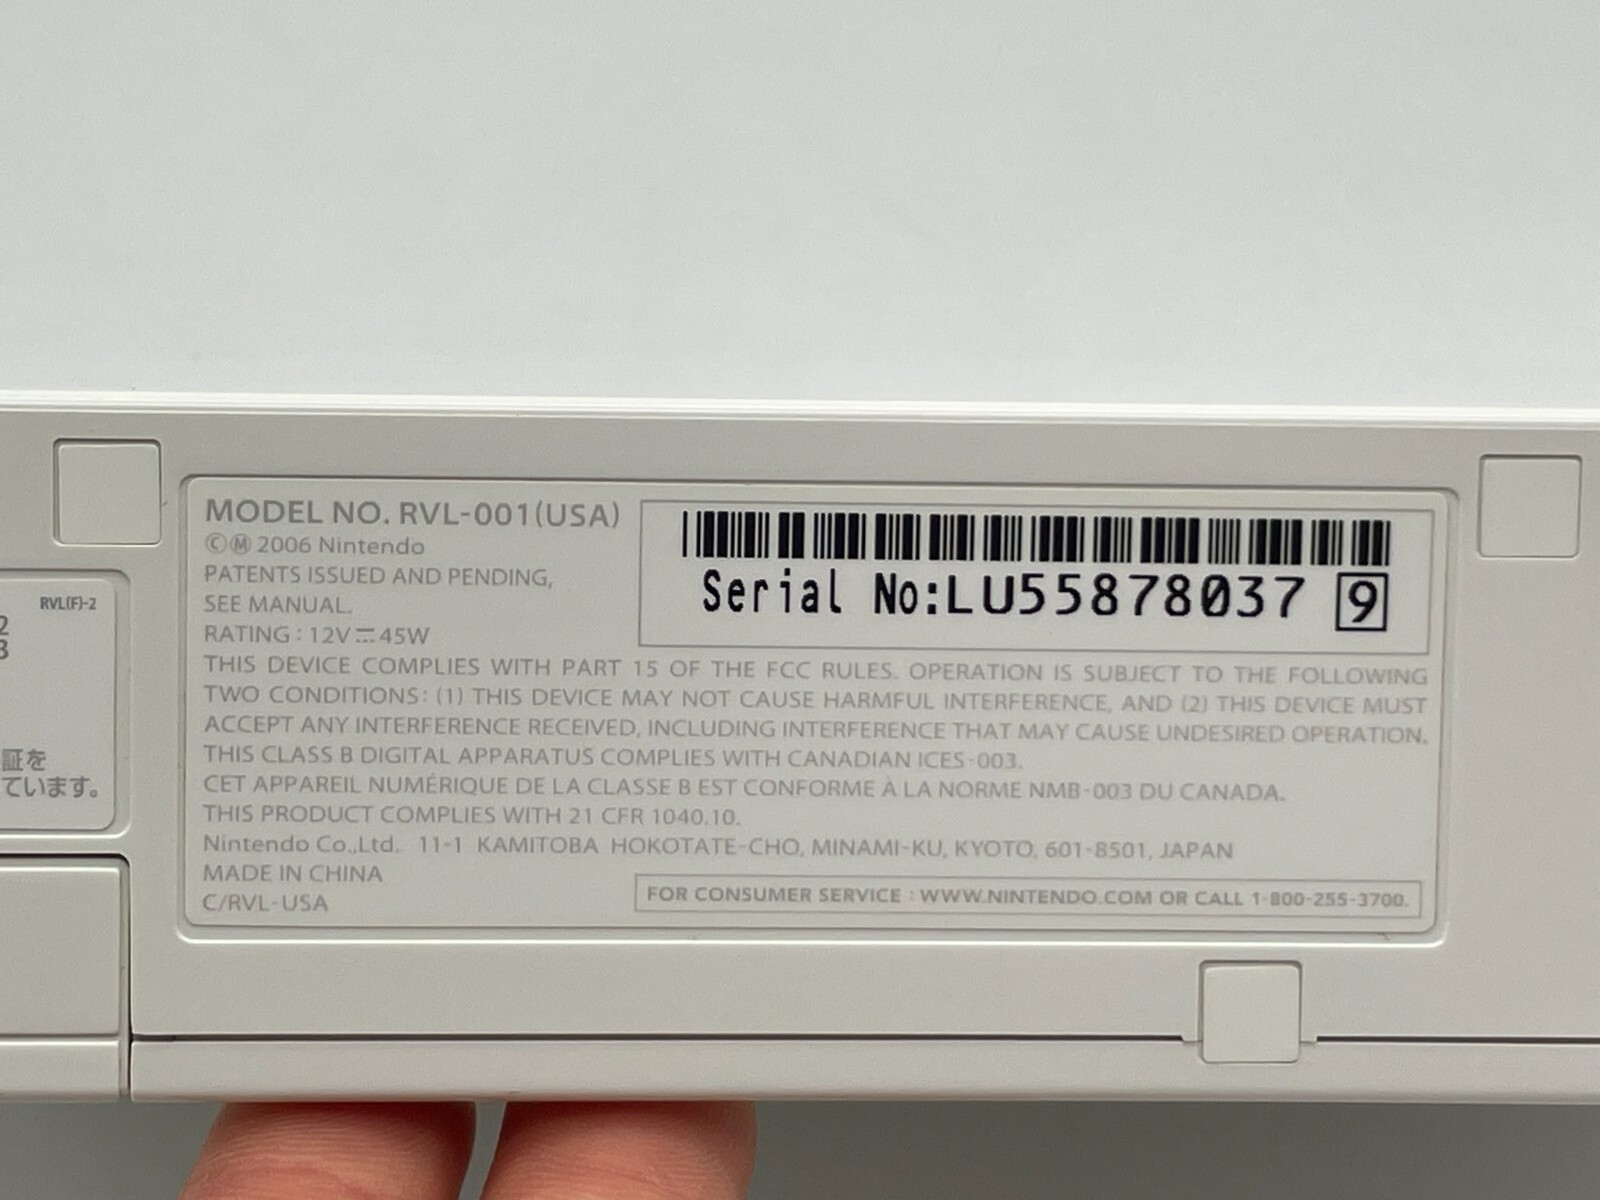 RVL(F)-2
2
3
証を
ています。
MODEL NO. RVL-001(USA)
ⒸⓂ 2006 Nintendo
PATENTS ISSUED AND PENDING,
SEE MANUAL.
RATING : 12V⎓45W
Serial No:LU55878037 9
THIS DEVICE COMPLIES WITH PART 15 OF THE FCC RULES. OPERATION IS SUBJECT TO THE FOLLOWING
TWO CONDITIONS: (1) THIS DEVICE MAY NOT CAUSE HARMFUL INTERFERENCE, AND (2) THIS DEVICE MUST
ACCEPT ANY INTERFERENCE RECEIVED, INCLUDING INTERFERENCE THAT MAY CAUSE UNDESIRED OPERATION.
THIS CLASS B DIGITAL APPARATUS COMPLIES WITH CANADIAN ICES-003.
CET APPAREIL NUMÉRIQUE DE LA CLASSE B EST CONFORME À LA NORME NMB-003 DU CANADA.
THIS PRODUCT COMPLIES WITH 21 CFR 1040.10.
Nintendo Co.,Ltd. 11-1 KAMITOBA HOKOTATE-CHO, MINAMI-KU, KYOTO, 601-8501, JAPAN
MADE IN CHINA
C/RVL-USA
FOR CONSUMER SERVICE : WWW.NINTENDO.COM OR CALL 1-800-255-3700.